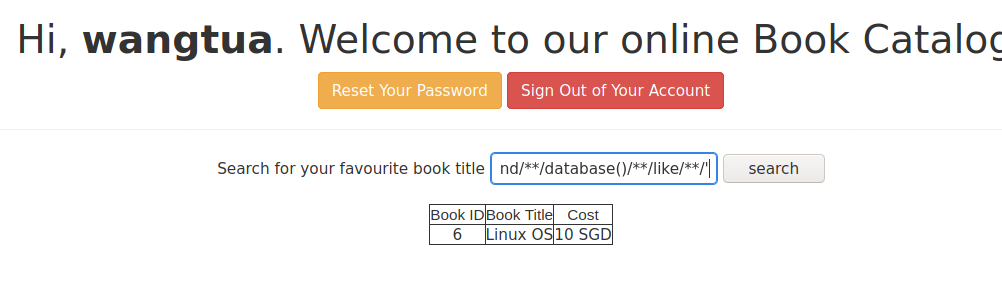 Hi, wangtua. Welcome to our online Book Catalog
Reset Your Password Sign Out of Your Account
Search for your favourite book title nd/**/database()/**/like/**/' search
Book ID Book Title Cost
6 Linux OS 10 SGD